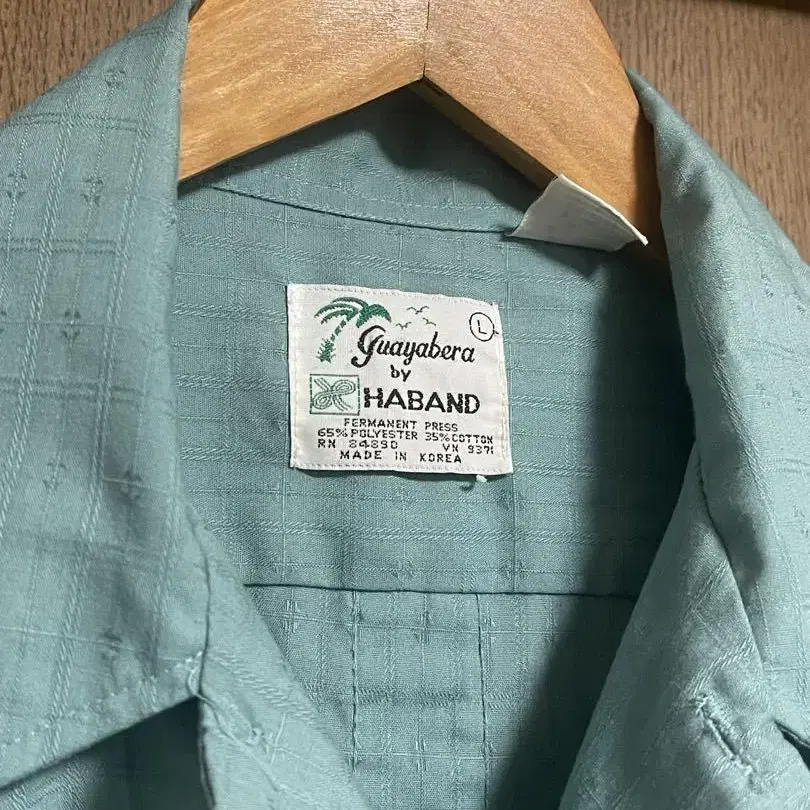 L
Guayabera
by
HABAND
PERMANENT PRESS
65% POLYESTER 35% COTTON
RN 84890 VN 9371
MADE IN KOREA